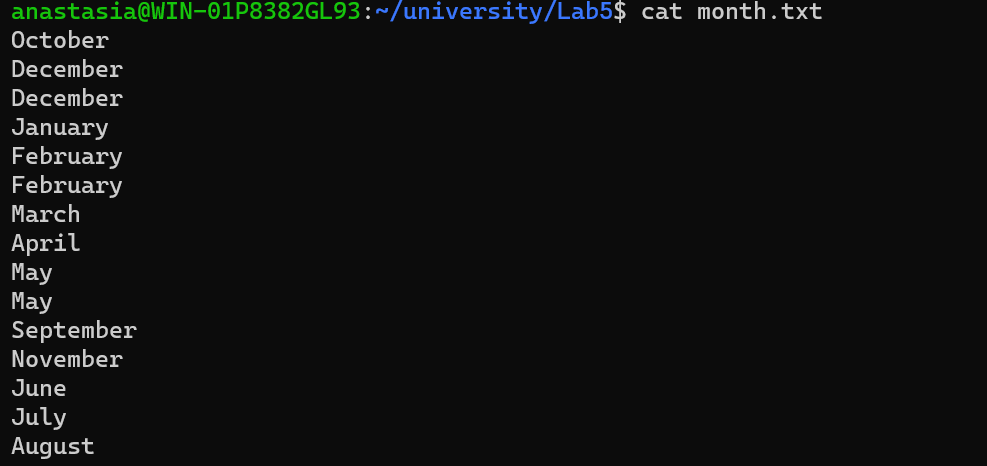 anastasia@WIN-01P8382GL93:~/university/Lab5$ cat month.txt
October
December
December
January
February
February
March
April
May
May
September
November
June
July
August